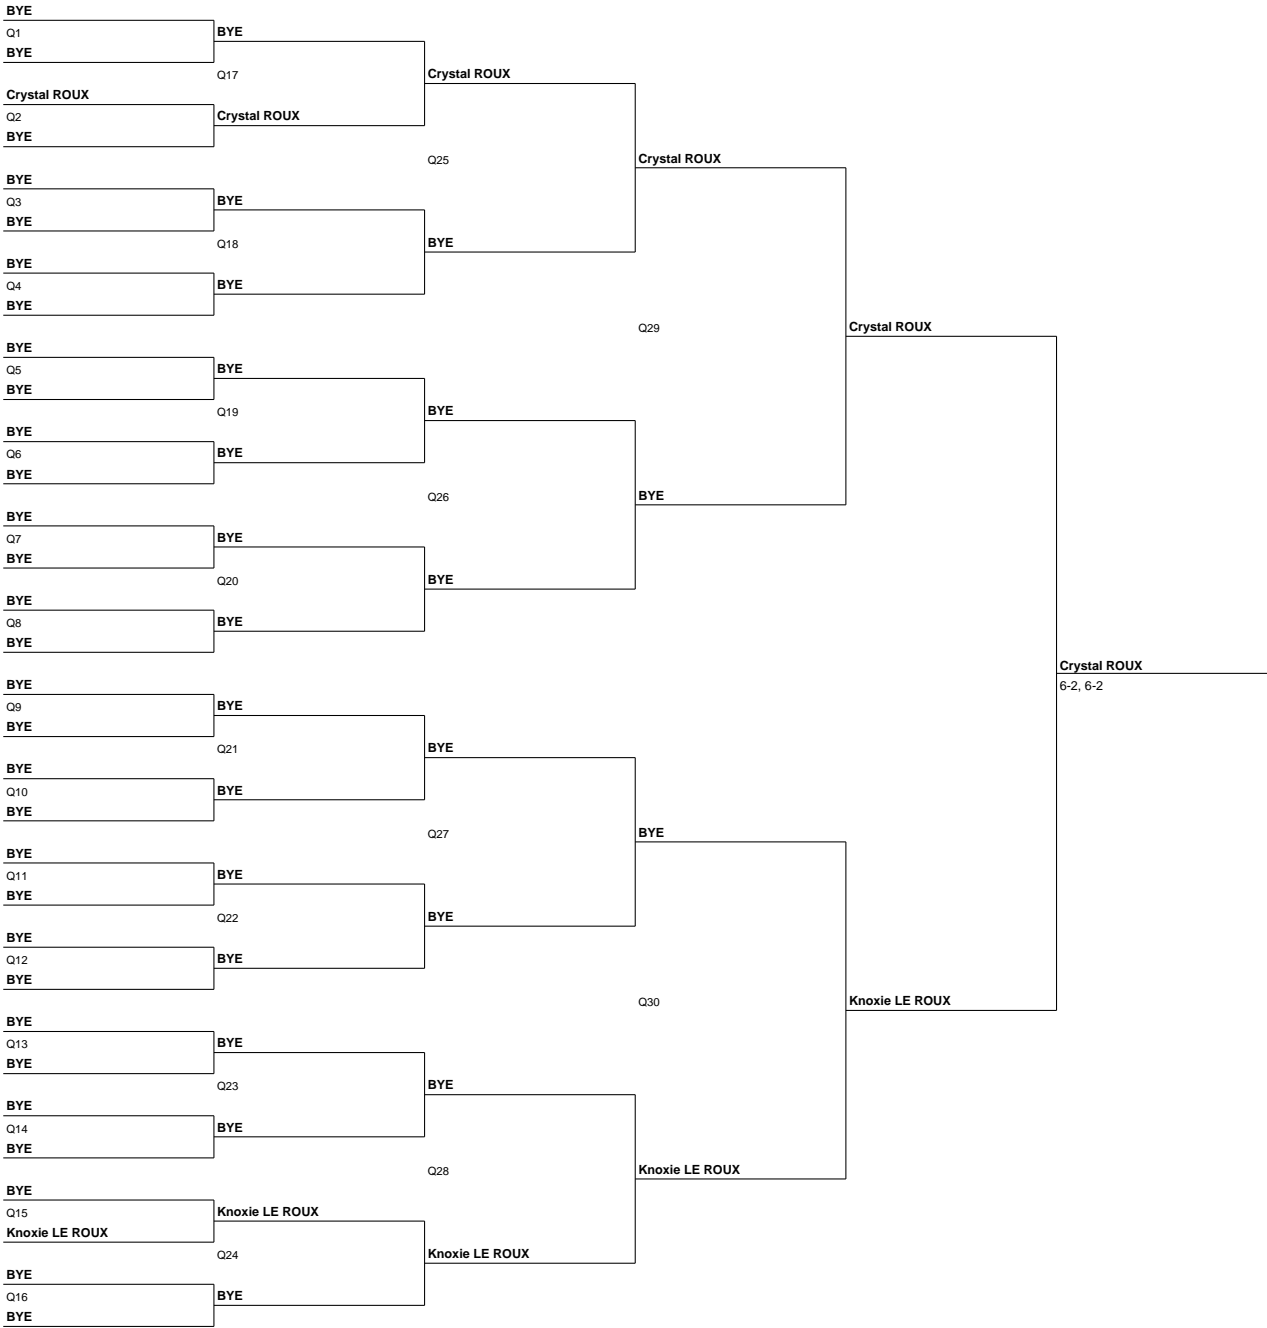 BYE
Q1
BYE
BYE
Q17
Crystal ROUX
Crystal ROUX
Q2
Crystal ROUX
BYE
Q25
Crystal ROUX
BYE
Q3
BYE
BYE
Q18
BYE
BYE
Q4
BYE
BYE
Q29
Crystal ROUX
BYE
Q5
BYE
BYE
Q19
BYE
BYE
Q6
BYE
BYE
Q26
BYE
BYE
Q7
BYE
BYE
Q20
BYE
BYE
Q8
BYE
BYE
Crystal ROUX
6-2, 6-2
BYE
Q9
BYE
BYE
Q21
BYE
BYE
Q10
BYE
BYE
Q27
BYE
BYE
Q11
BYE
BYE
Q22
BYE
BYE
Q12
BYE
BYE
Q30
Knoxie LE ROUX
BYE
Q13
BYE
BYE
Q23
BYE
BYE
Q14
BYE
BYE
Q28
Knoxie LE ROUX
BYE
Q15
Knoxie LE ROUX
Knoxie LE ROUX
Q24
Knoxie LE ROUX
BYE
Q16
BYE
BYE